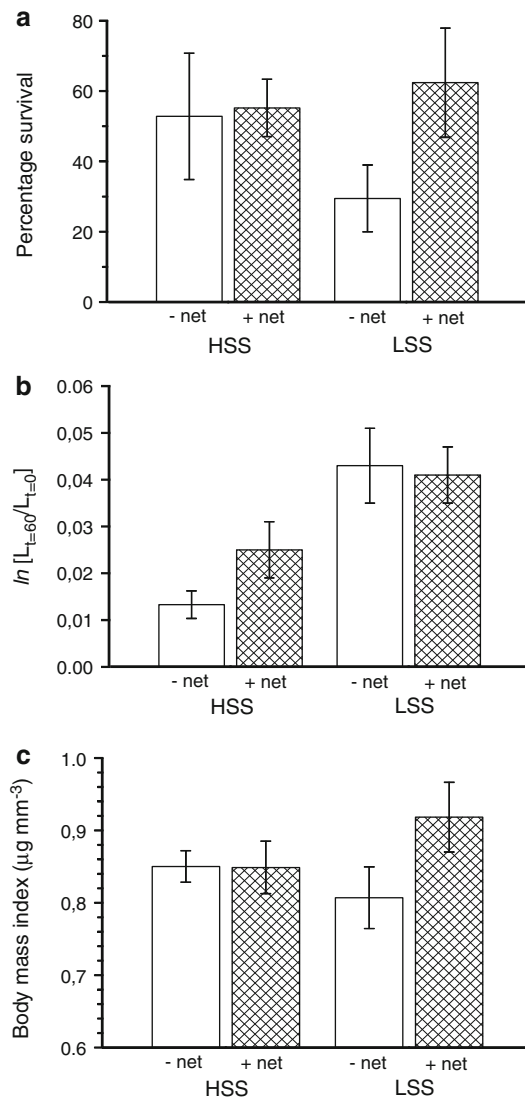 a
Percentage survival
80
60
40
20
0
- net + net - net + net
HSS LSS
b
ln [Lt=60/Lt=0]
0.06
0,05
0,04
0,03
0,02
0,01
0.00
- net + net - net + net
HSS LSS
c
Body mass index (µg mm-3)
1.0
0,9
0,8
0,7
0.6
- net + net - net + net
HSS LSS